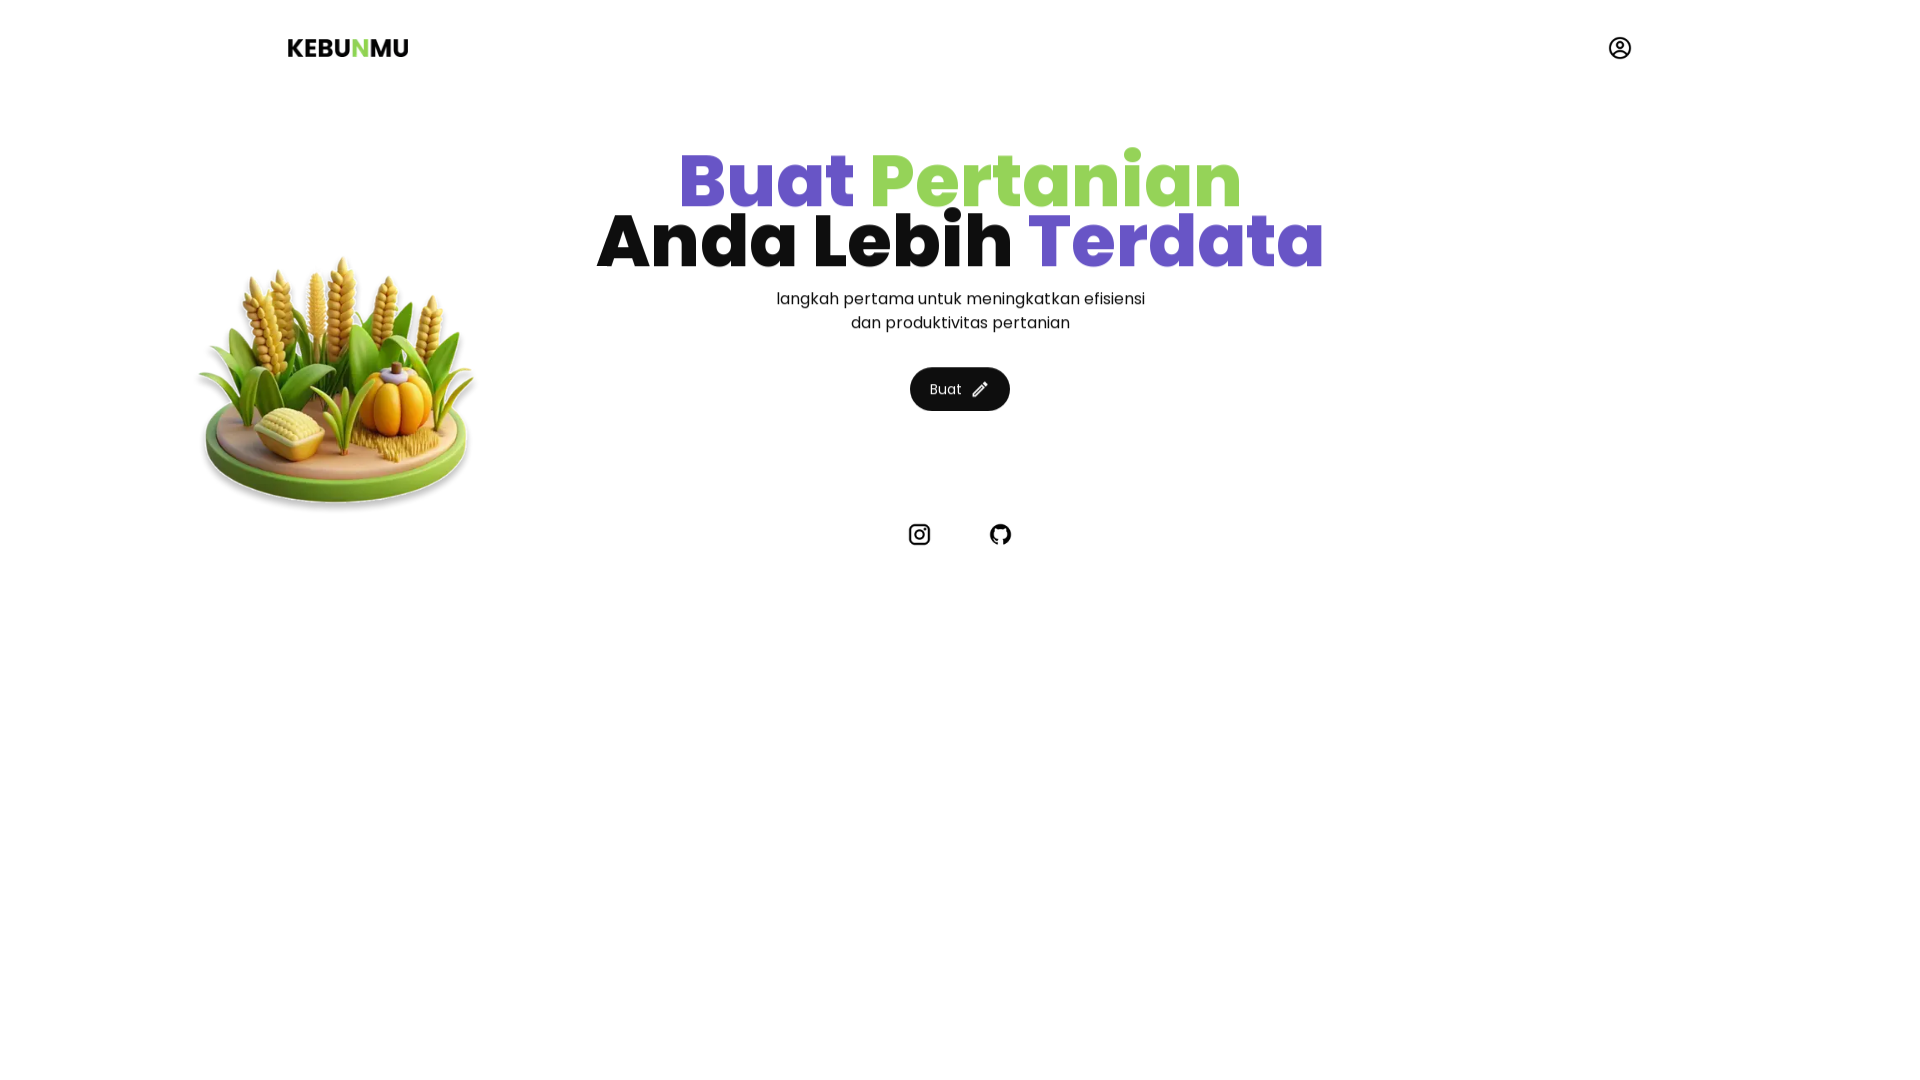 KEBUNMU
Buat Pertanian
Anda Lebih Terdata
langkah pertama untuk meningkatkan efisiensi
dan produktivitas pertanian
Buat